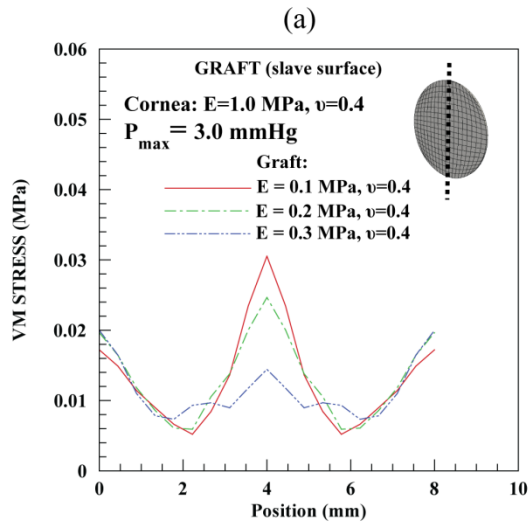 (a)
0.06
GRAFT (slave surface)
0.05
Cornea: E=1.0 MPa, υ=0.4
Pmax = 3.0 mmHg
Graft:
0.04
E = 0.1 MPa, υ=0.4
E = 0.2 MPa, υ=0.4
E = 0.3 MPa, υ=0.4
VM STRESS (MPa)
0.03
0.02
0.01
0
0 2 4 6 8 10
Position (mm)